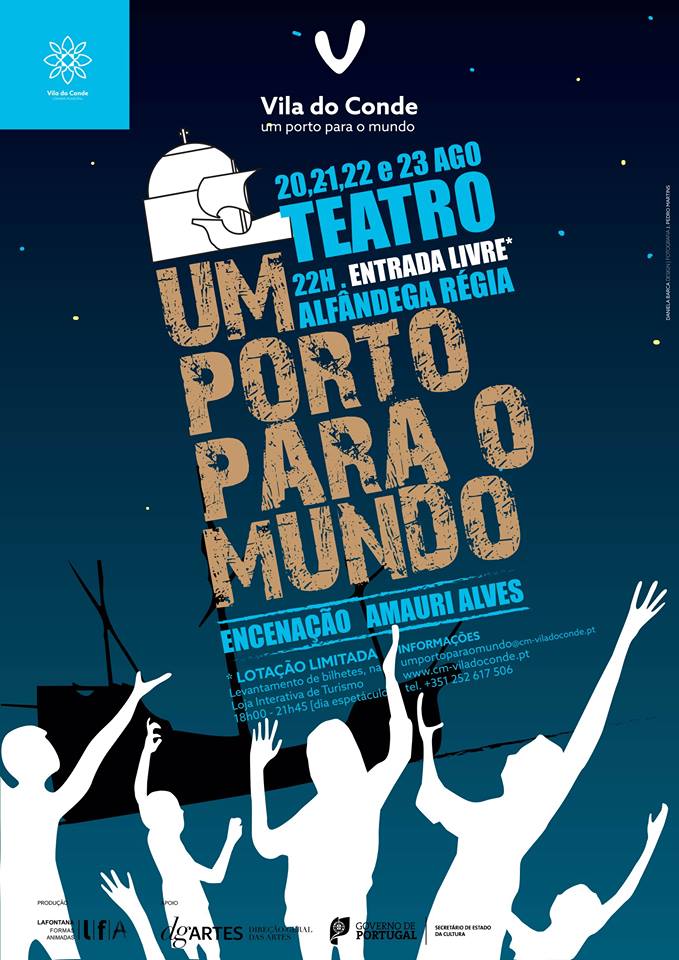 Vila do Conde
CÂMARA MUNICIPAL
Vila do Conde
um porto para o mundo
20,21,22 e 23 AGO
TEATRO
22H . ENTRADA LIVRE*
ALFÂNDEGA RÉGIA
UM
PORTO
PARA O
MUNDO
ENCENAÇÃO AMAURI ALVES
* LOTAÇÃO LIMITADA
Levantamento de bilhetes, na
Loja Interativa de Turismo
18h00 - 21h45 [dia espetáculo
INFORMAÇÕES
umportoparaomundo@cm-viladoconde.pt
www.cm-viladoconde.pt
tel. +351 252 617 506
DANIELA BARCA DESIGN | FOTOGRAFIA J. PEDRO MARTINS
PRODUÇÃO
LAFONTANA
FORMAS
ANIMADAS
LfA
APOIO
dgARTES
DIREÇÃO-GERAL
DAS ARTES
GOVERNO DE
PORTUGAL
SECRETÁRIO DE ESTADO
DA CULTURA